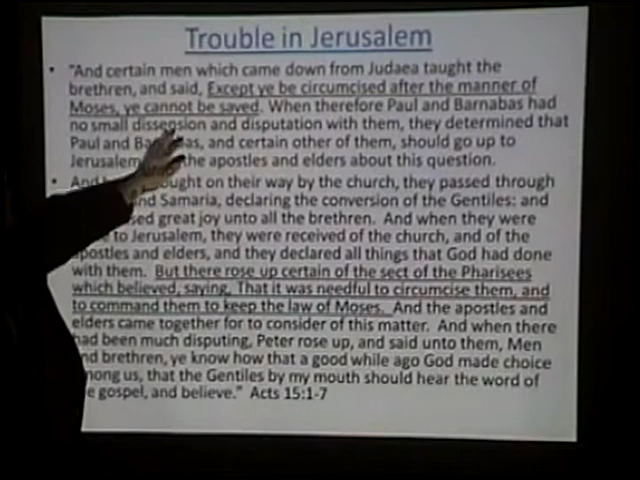 Trouble in Jerusalem
• "And certain men which came down from Judaea taught the
brethren, and said, Except ye be circumcised after the manner of
Moses, ye cannot be saved. When therefore Paul and Barnabas had
no small dissension and disputation with them, they determined that
Paul and and certain other of them, should go up to
Jerusalem the apostles and elders about this question.
• And on their way by the church, they passed through
and Samaria, declaring the conversion of the Gentiles: and
great joy unto all the brethren. And when they were
to Jerusalem, they were received of the church, and of the
apostles and elders, and they declared all things that God had done
with them. But there rose up certain of the sect of the Pharisees
which believed, saying, That it was needful to circumcise them, and
to command them to keep the law of Moses. And the apostles and
elders came together for to consider of this matter. And when there
had been much disputing, Peter rose up, and said unto them, Men
and brethren, ye know how that a good while ago God made choice
among us, that the Gentiles by my mouth should hear the word of
gospel, and believe." Acts 15:1-7